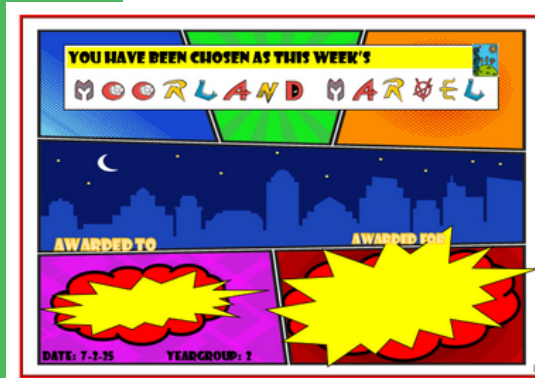 YOU HAVE BEEN CHOSEN AS THIS WEEK'S
MOORLAND MARVEL
AWARDED TO
AWARDED FOR
DATE: 7-2-25 YEARGROUP: 2